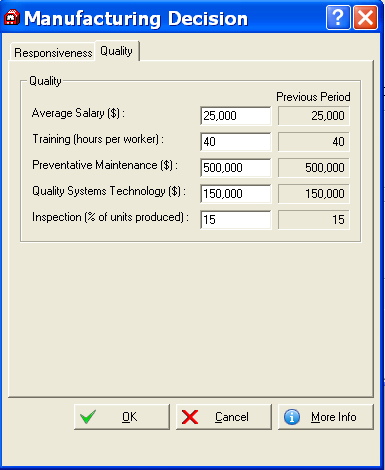 Manufacturing Decision
Responsiveness Quality
Quality
Previous Period
Average Salary ($) : 25,000 25,000
Training (hours per worker) : 40 40
Preventative Maintenance ($) : 500,000 500,000
Quality Systems Technology ($) : 150,000 150,000
Inspection (% of units produced) : 15 15
OK Cancel More Info